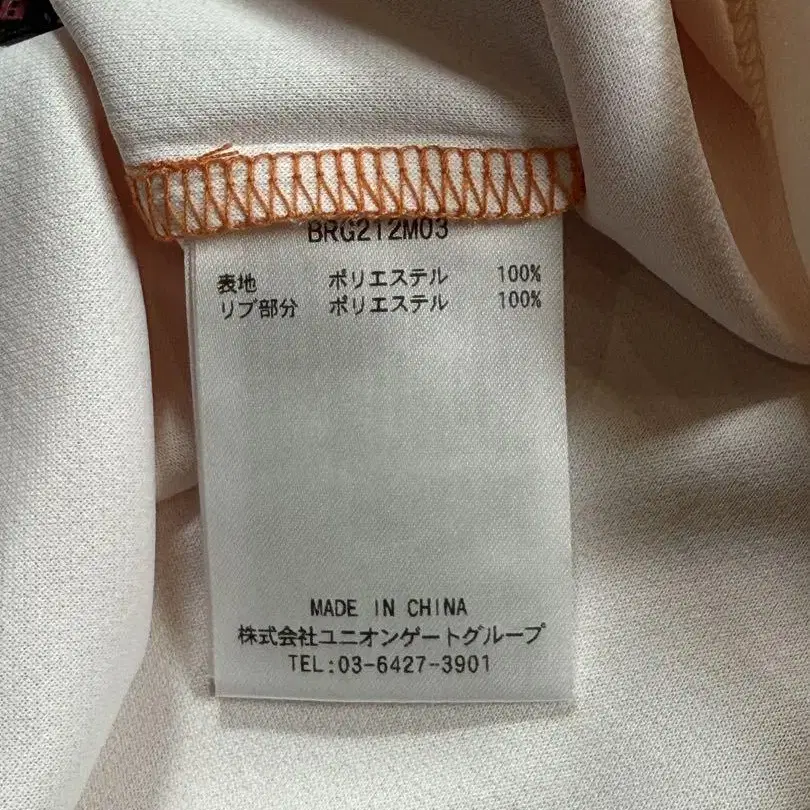 BRG212M03
表地 ポリエステル 100%
リブ部分 ポリエステル 100%
MADE IN CHINA
株式会社ユニオンゲートグループ
TEL:03-6427-3901